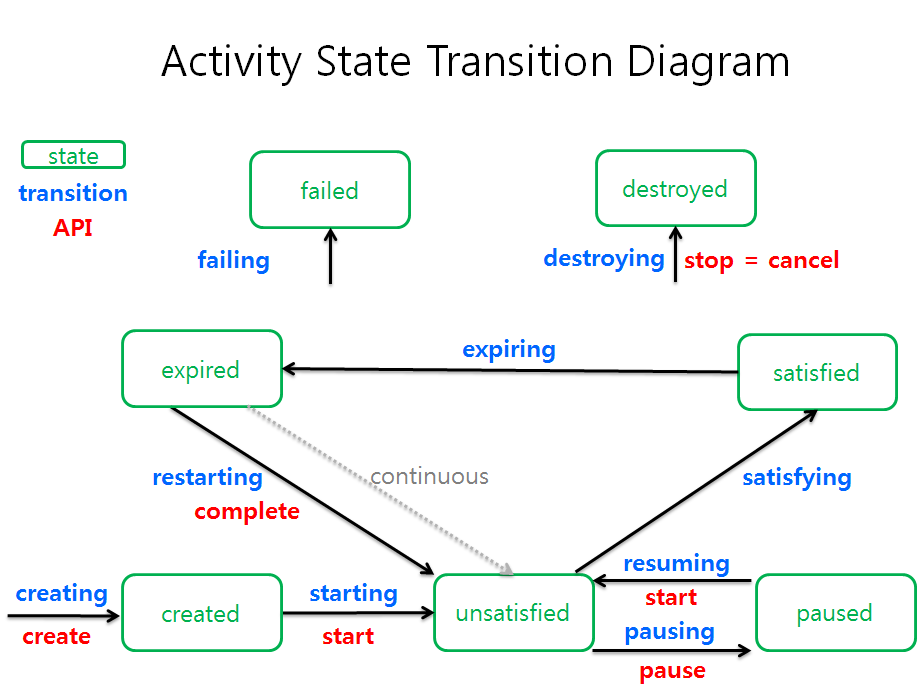 Activity State Transition Diagram
state
transition
API
failed
destroyed
failing
destroying
stop = cancel
expired
expiring
satisfied
restarting
complete
continuous
satisfying
creating
create
created
starting
start
unsatisfied
resuming
start
pausing
pause
paused